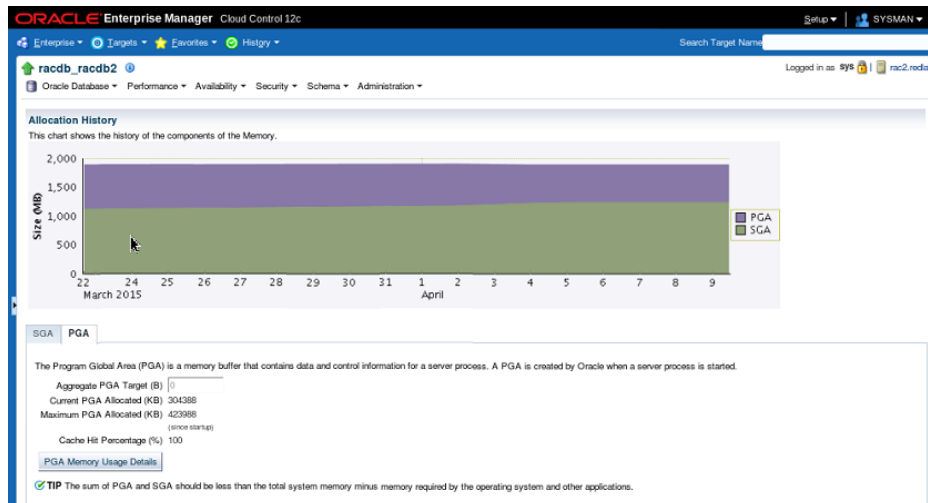 ORACLE Enterprise Manager Cloud Control 12c
Setup SYSMAN
Enterprise Targets Favorites History Search Target Name
racdb_racdb2 Logged in as sys rac2.redla
Oracle Database Performance Availability Security Schema Administration
Allocation History
This chart shows the history of the components of the Memory.
2,000
1,500
1,000
500
0
Size (MB)
PGA
SGA
22 24 25 26 27 28 29 30 31 1 2 3 4 5 6 7 8 9
March 2015 April
SGA PGA
The Program Global Area (PGA) is a memory buffer that contains data and control information for a server process. A PGA is created by Oracle when a server process is started.
Aggregate PGA Target (B) 0
Current PGA Allocated (KB) 304388
Maximum PGA Allocated (KB) 423988
(since startup)
Cache Hit Percentage (%) 100
PGA Memory Usage Details
TIP The sum of PGA and SGA should be less than the total system memory minus memory required by the operating system and other applications.